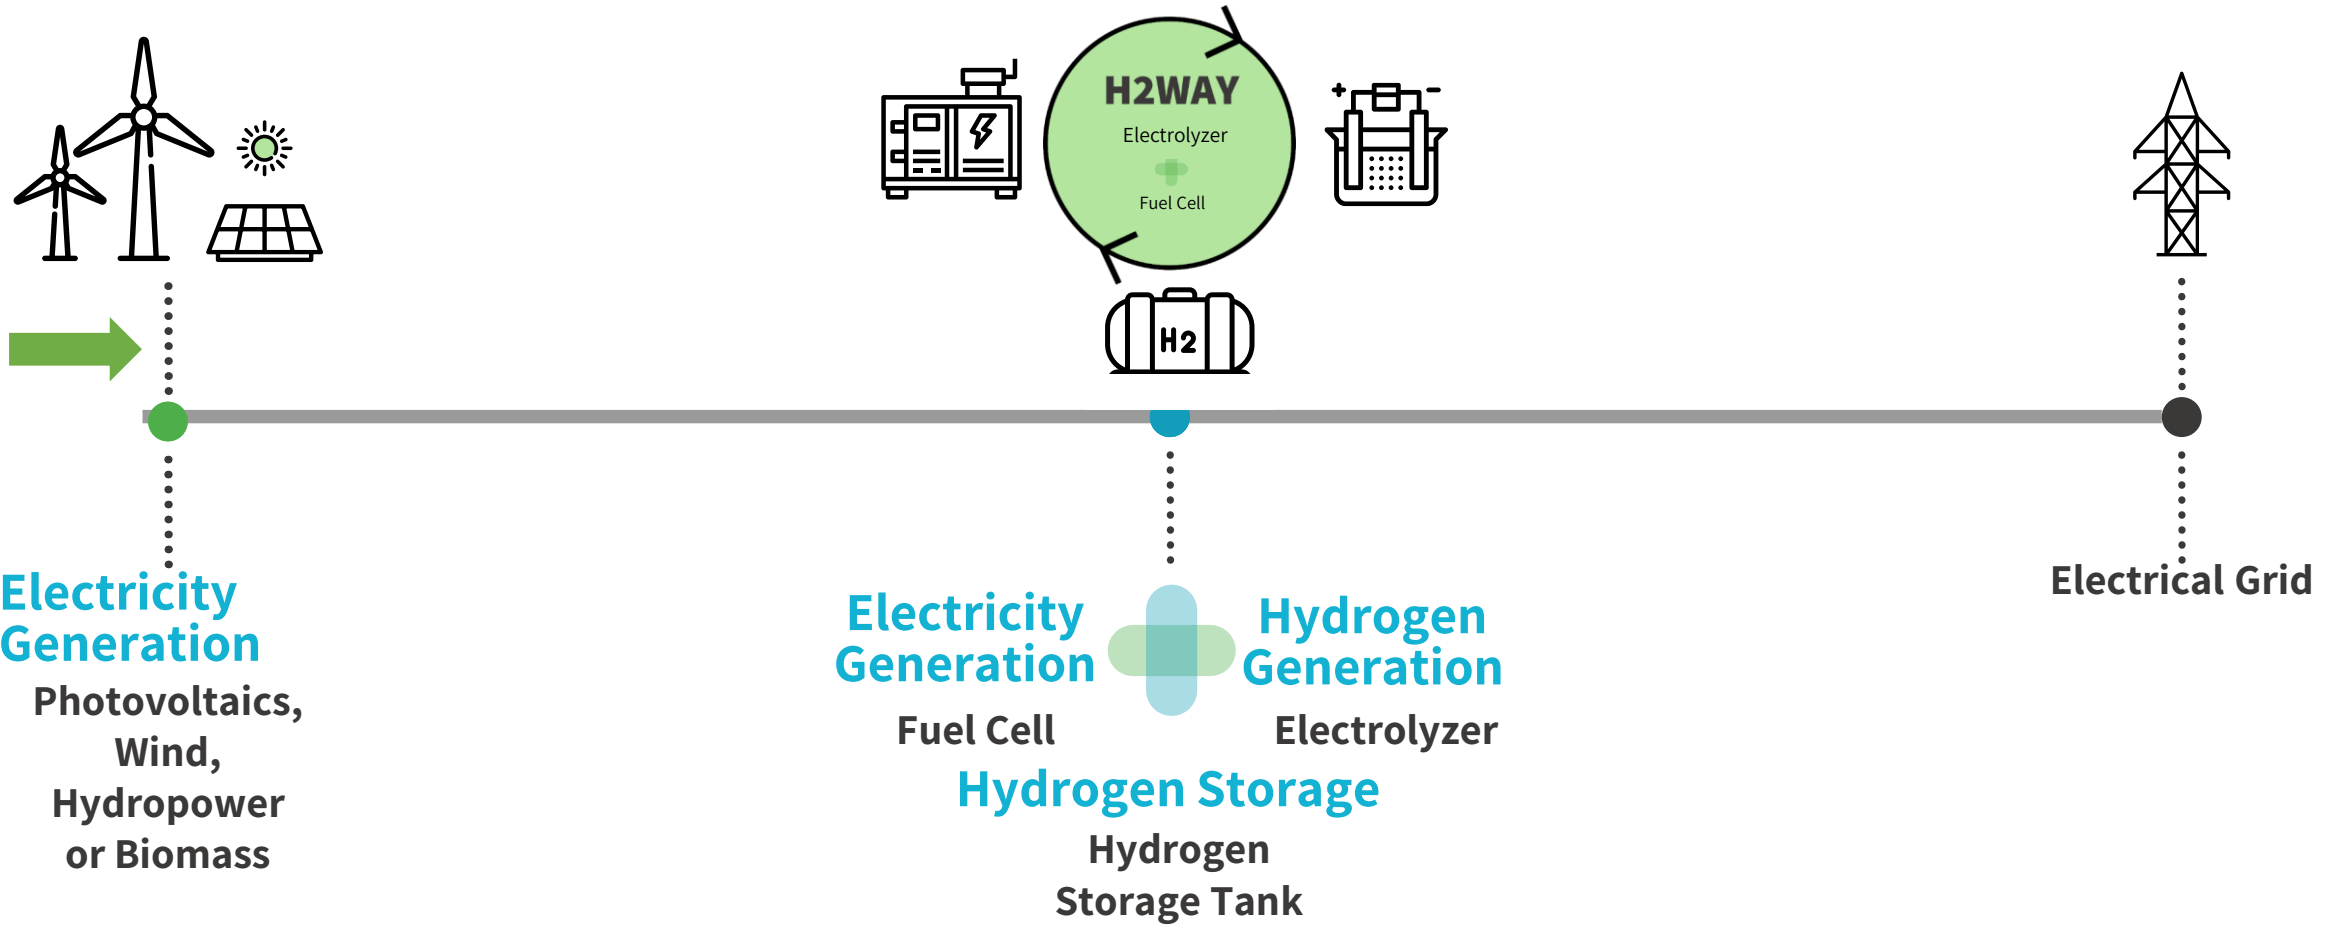 H2WAY
Electrolyzer
Fuel Cell
H2
Electricity
Generation
Photovoltaics,
Wind,
Hydropower
or Biomass
Electricity
Generation
Fuel Cell
Hydrogen
Generation
Electrolyzer
Hydrogen Storage
Hydrogen
Storage Tank
Electrical Grid